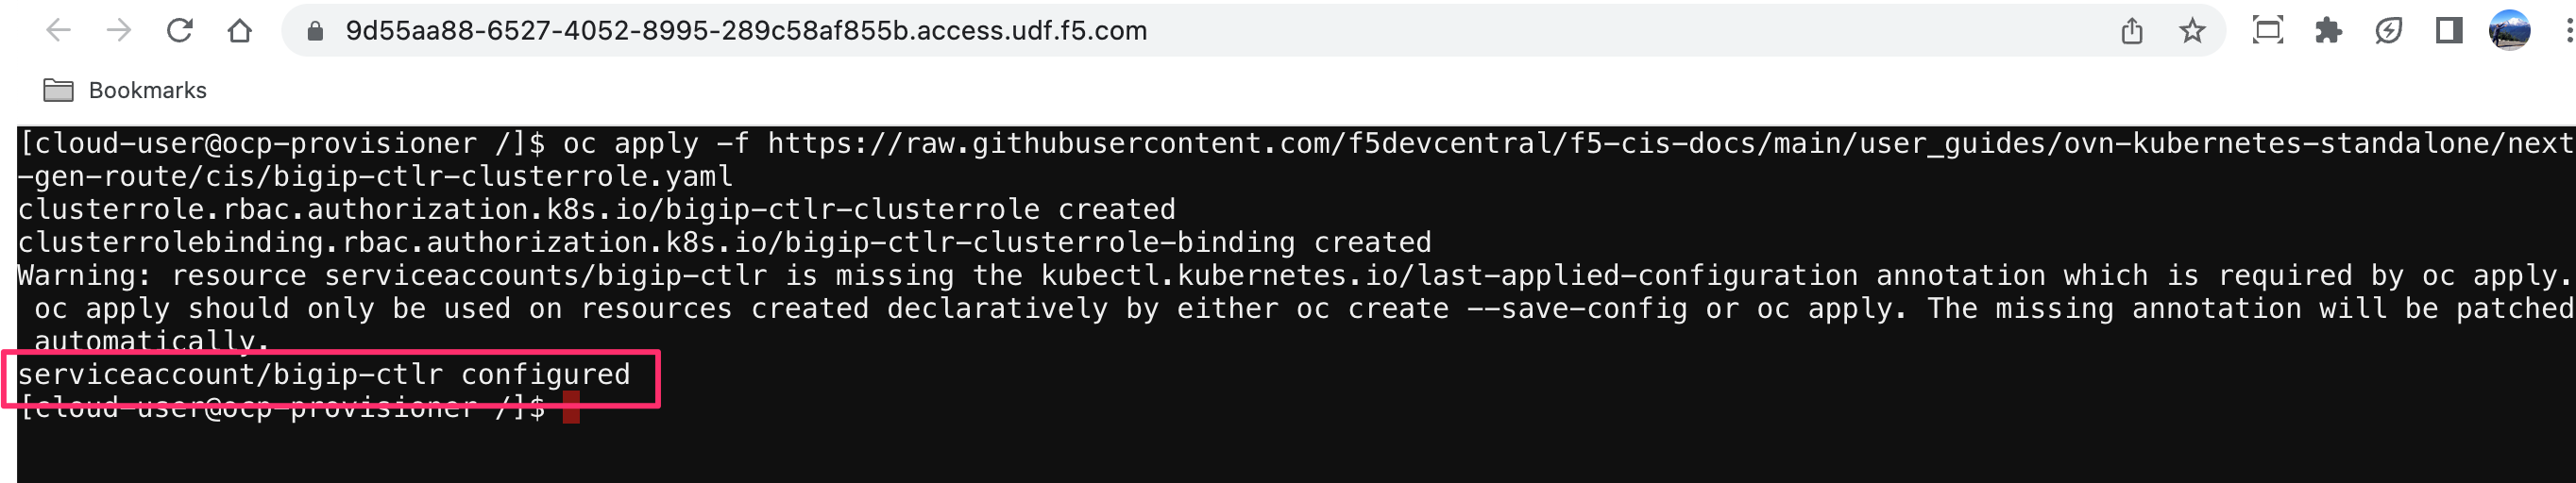 9d55aa88-6527-4052-8995-289c58af855b.access.udf.f5.com
Bookmarks
[cloud-user@ocp-provisioner /]$ oc apply -f https://raw.githubusercontent.com/f5devcentral/f5-cis-docs/main/user_guides/ovn-kubernetes-standalone/next
-gen-route/cis/bigip-ctlr-clusterrole.yaml
clusterrole.rbac.authorization.k8s.io/bigip-ctlr-clusterrole created
clusterrolebinding.rbac.authorization.k8s.io/bigip-ctlr-clusterrole-binding created
Warning: resource serviceaccounts/bigip-ctlr is missing the kubectl.kubernetes.io/last-applied-configuration annotation which is required by oc apply.
oc apply should only be used on resources created declaratively by either oc create --save-config or oc apply. The missing annotation will be patched
automatically.
serviceaccount/bigip-ctlr configured
[cloud-user@ocp-provisioner /]$